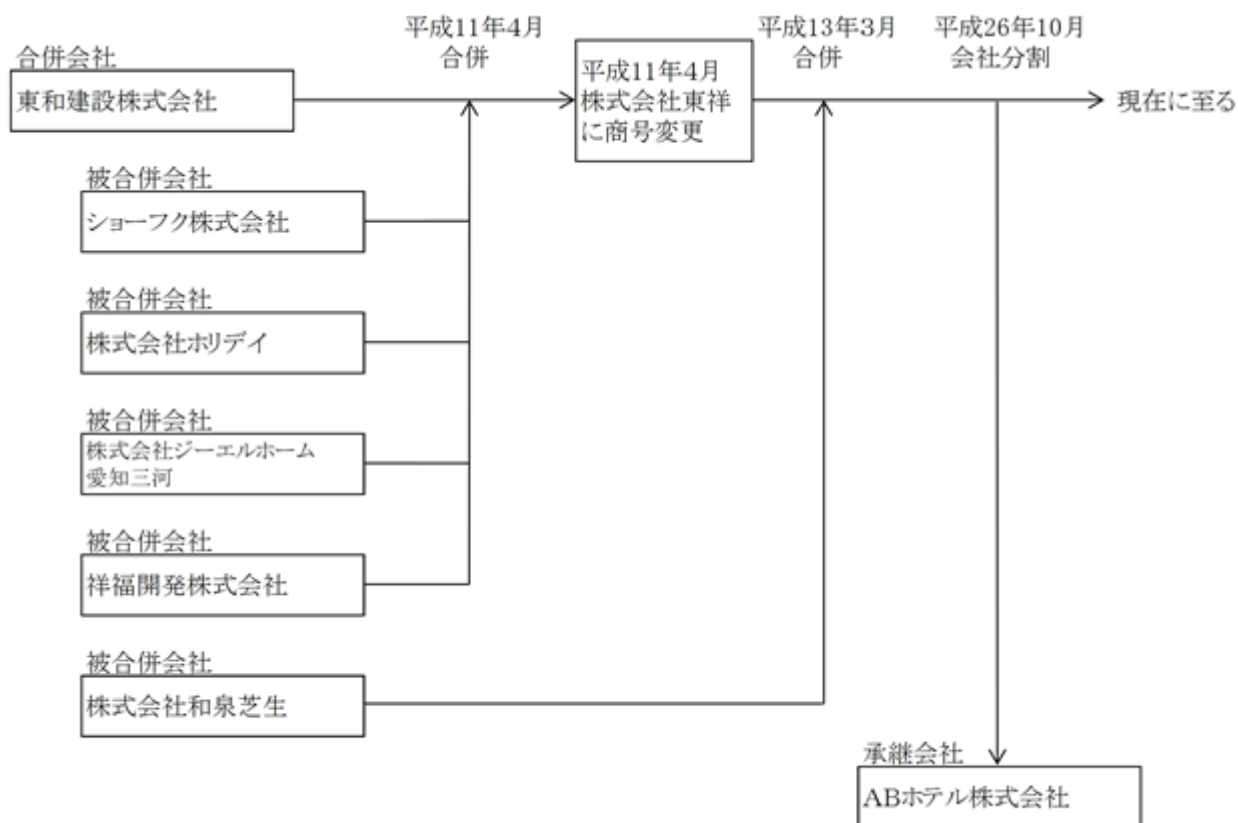 平成11年4月
合併
平成13年3月
合併
平成26年10月
会社分割
合併会社
東和建設株式会社
平成11年4月
株式会社東祥
に商号変更
現在に至る
被合併会社
ショーフク株式会社
被合併会社
株式会社ホリデイ
被合併会社
株式会社ジーエルホーム
愛知三河
被合併会社
祥福開発株式会社
被合併会社
株式会社和泉芝生
承継会社
ABホテル株式会社